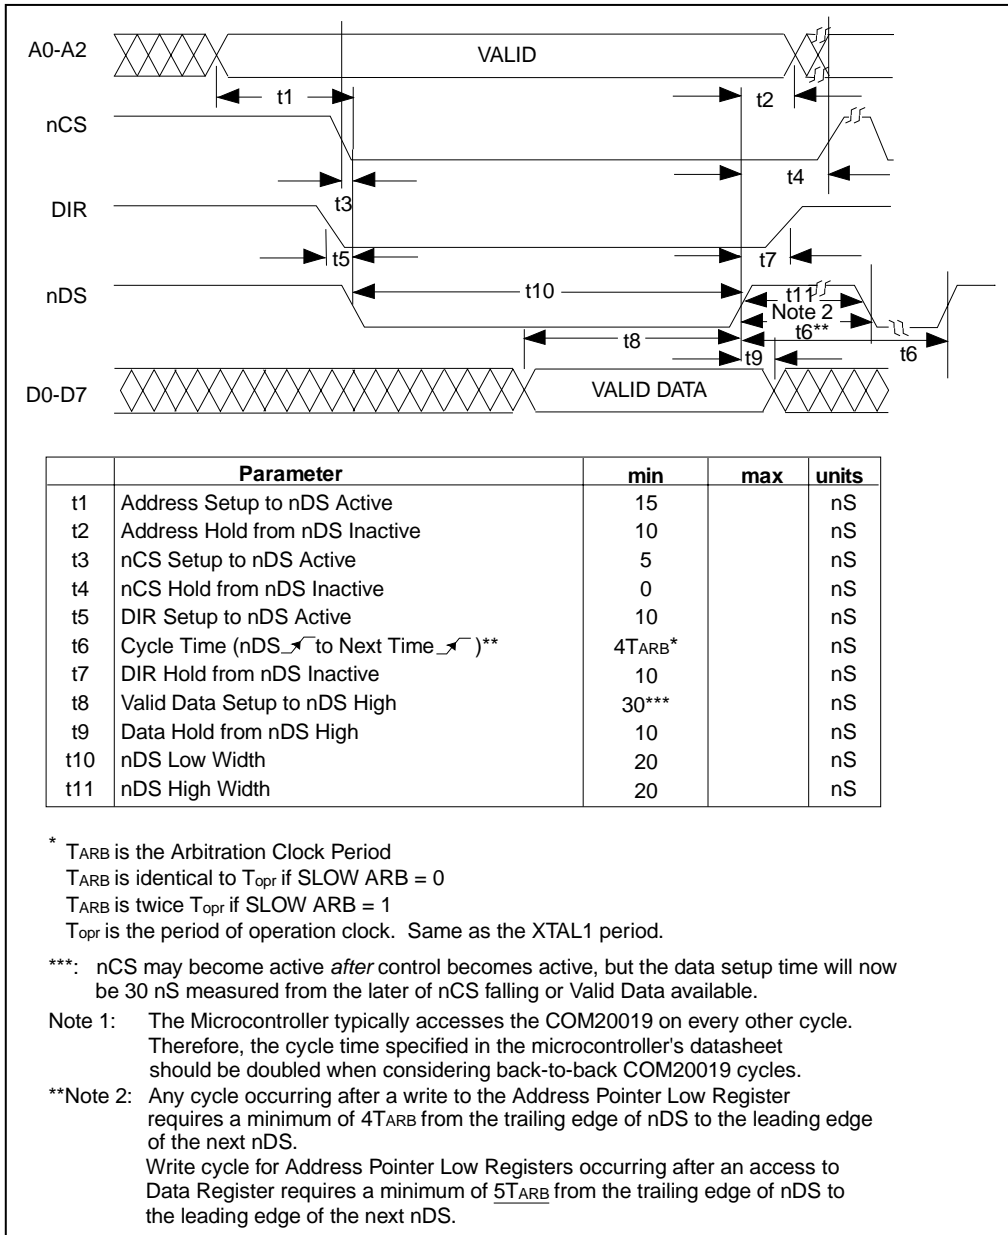 A0-A2
VALID
t1
t2
nCS
t3
t4
DIR
t5
t7
nDS
t10
t11
Note 2
t6**
t8
t6
t9
D0-D7
VALID DATA
Parameter min max units
t1 Address Setup to nDS Active 15 nS
t2 Address Hold from nDS Inactive 10 nS
t3 nCS Setup to nDS Active 5 nS
t4 nCS Hold from nDS Inactive 0 nS
t5 DIR Setup to nDS Active 10 nS
t6 Cycle Time (nDS to Next Time )** 4TARB* nS
t7 DIR Hold from nDS Inactive 10 nS
t8 Valid Data Setup to nDS High 30*** nS
t9 Data Hold from nDS High 10 nS
t10 nDS Low Width 20 nS
t11 nDS High Width 20 nS
* TARB is the Arbitration Clock Period
TARB is identical to Topr if SLOW ARB = 0
TARB is twice Topr if SLOW ARB = 1
Topr is the period of operation clock. Same as the XTAL1 period.
***: nCS may become active after control becomes active, but the data setup time will now
be 30 nS measured from the later of nCS falling or Valid Data available.
Note 1: The Microcontroller typically accesses the COM20019 on every other cycle.
Therefore, the cycle time specified in the microcontroller's datasheet
should be doubled when considering back-to-back COM20019 cycles.
**Note 2: Any cycle occurring after a write to the Address Pointer Low Register
requires a minimum of 4TARB from the trailing edge of nDS to the leading edge
of the next nDS.
Write cycle for Address Pointer Low Registers occurring after an access to
Data Register requires a minimum of 5TARB from the trailing edge of nDS to
the leading edge of the next nDS.